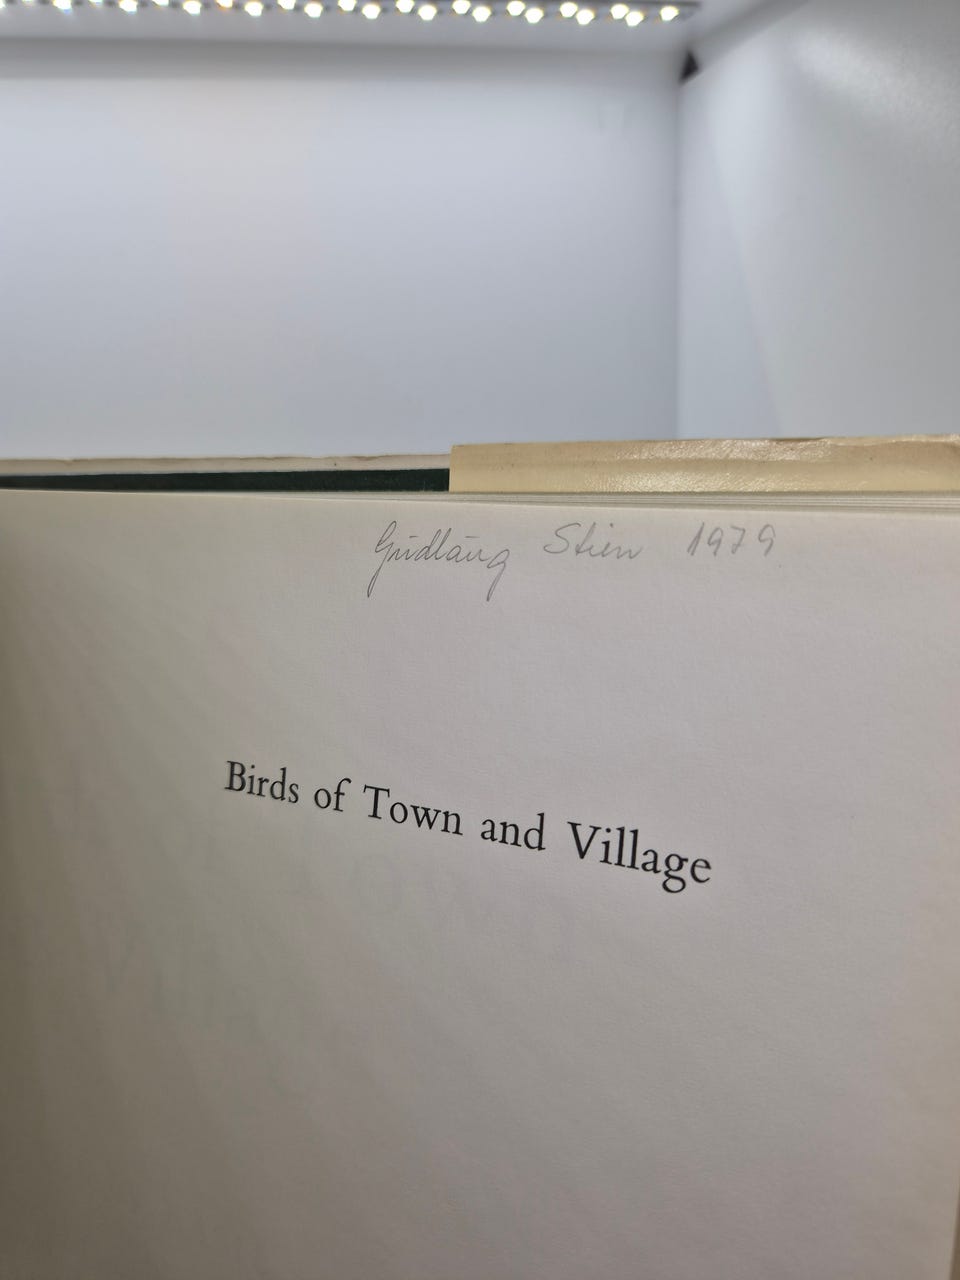 Gudlaug Stien 1979
Birds of Town and Village